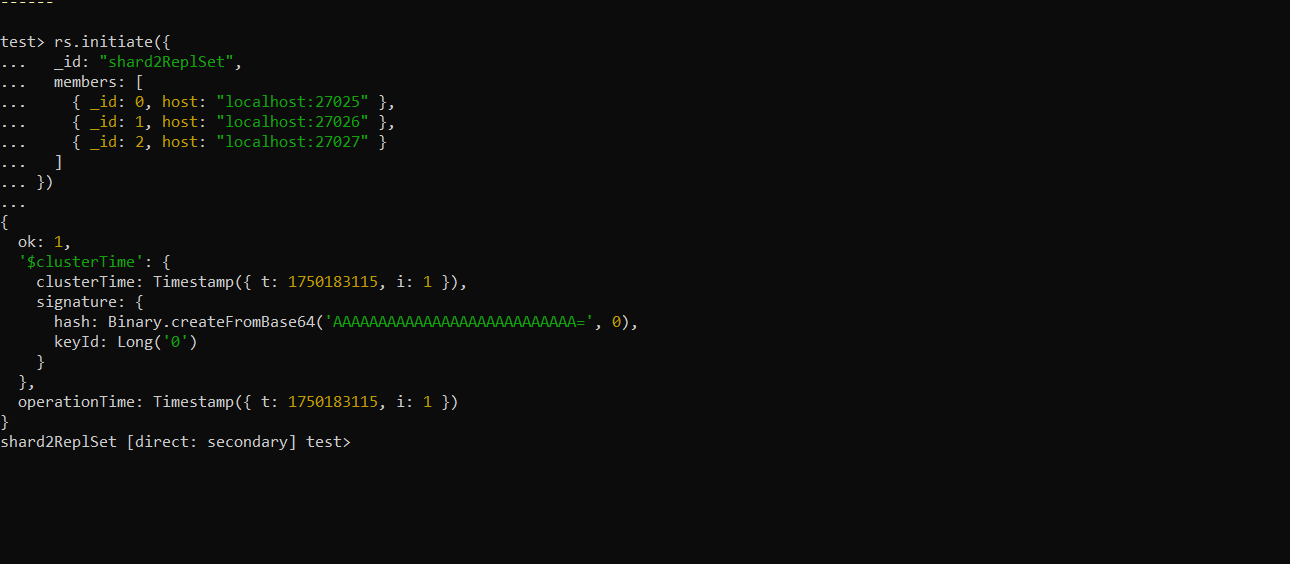 ------
test> rs.initiate({
...   _id: "shard2ReplSet",
...   members: [
...     { _id: 0, host: "localhost:27025" },
...     { _id: 1, host: "localhost:27026" },
...     { _id: 2, host: "localhost:27027" }
...   ]
... })
...
{
  ok: 1,
  '$clusterTime': {
    clusterTime: Timestamp({ t: 1750183115, i: 1 }),
    signature: {
      hash: Binary.createFromBase64('AAAAAAAAAAAAAAAAAAAAAAAAAAA=', 0),
      keyId: Long('0')
    }
  },
  operationTime: Timestamp({ t: 1750183115, i: 1 })
}
shard2ReplSet [direct: secondary] test>